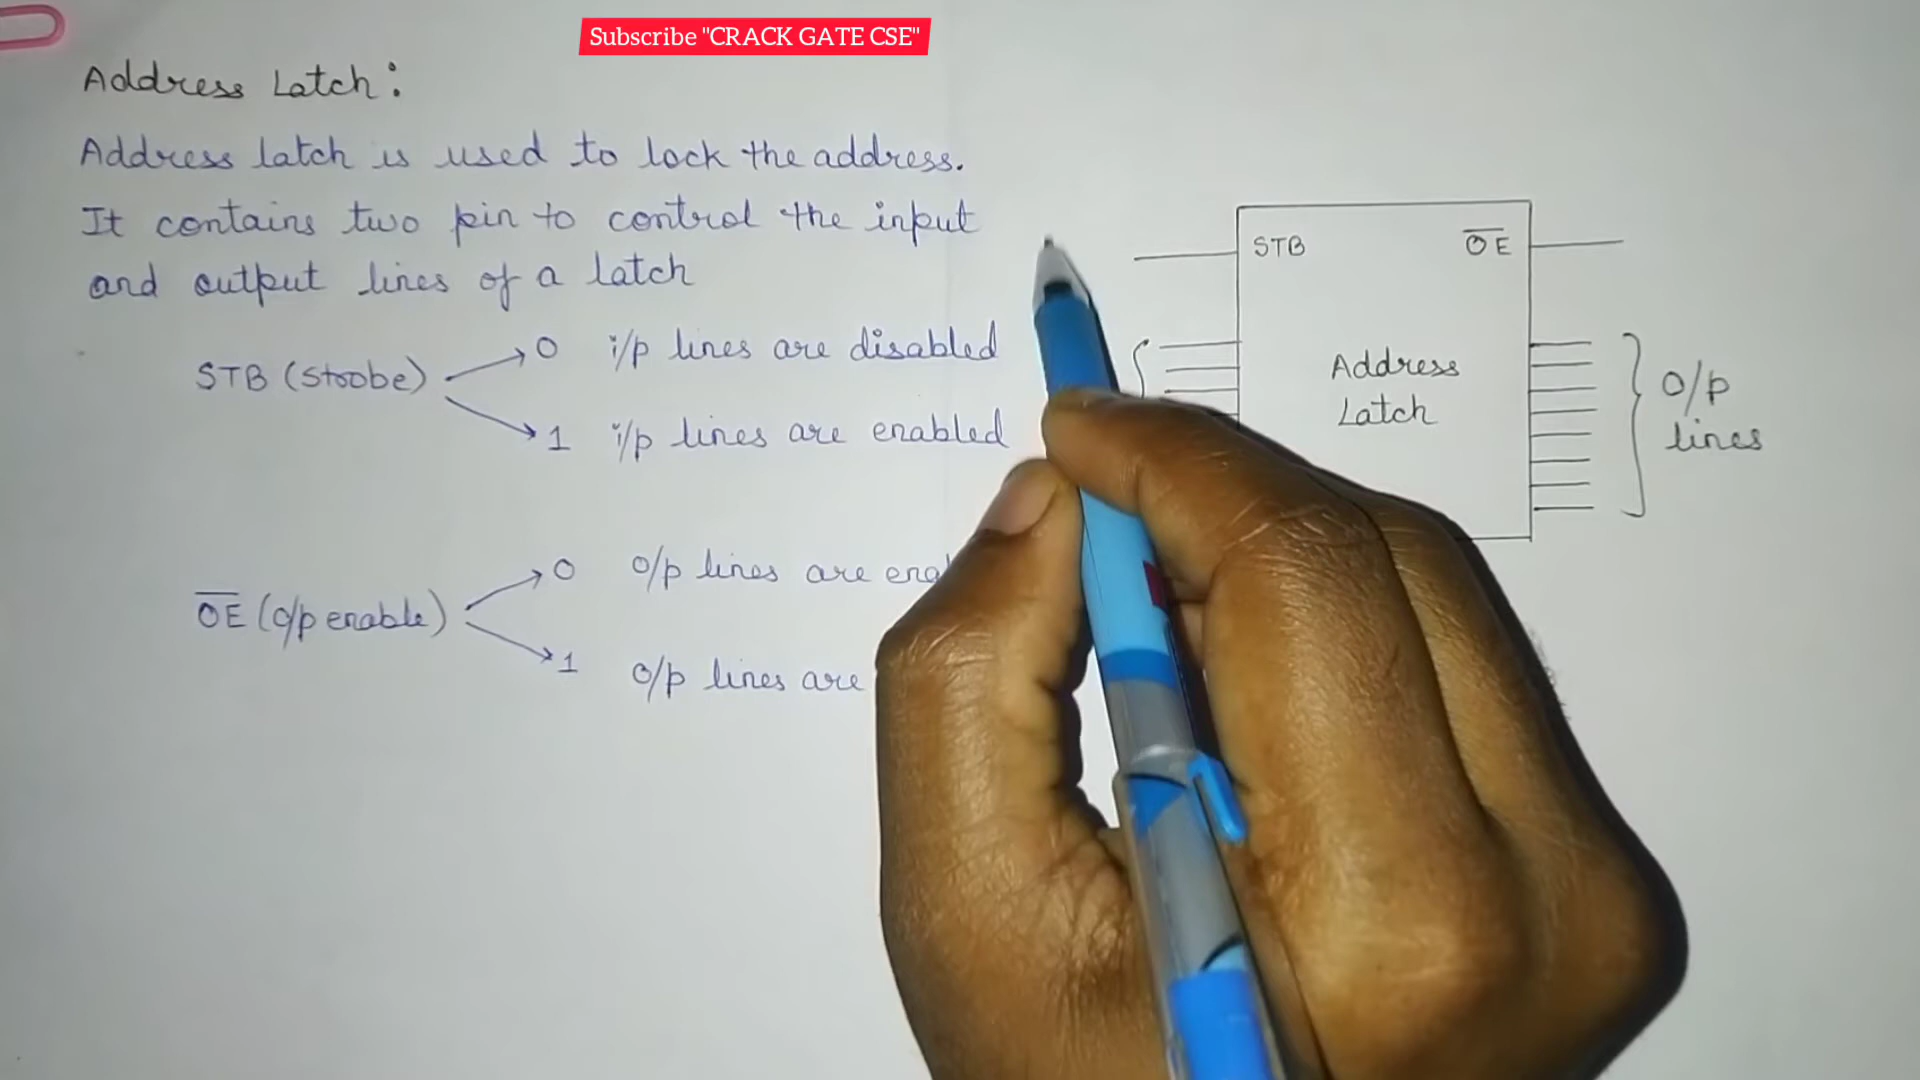 Subscribe "CRACK GATE CSE"
Address Latch:
Address latch is used to lock the address.
It contains two pin to control the input
and output lines of a latch
STB (Strobe)
0 i/p lines are disabled
1 i/p lines are enabled
OE (o/p enable)
0 o/p lines are
1 o/p lines are
STB
OE
Address
Latch
O/p
lines